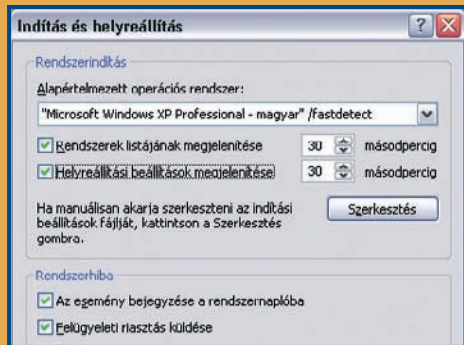 Indítás és helyreállítás
Rendszerindítás
Alapértelmezett operációs rendszer:
"Microsoft Windows XP Professional - magyar" /fastdetect
Rendszerek listájának megjelenítése 30 másodpercig
Helyreállítási beállítások megjelenítése 30 másodpercig
Ha manuálisan akarja szerkeszteni az indítási
beállítások fájlját, kattintson a Szerkesztés
gombra.
Szerkesztés
Rendszerhiba
Az esemény bejegyzése a rendszernaplóba
Felügyeleti riasztás küldése